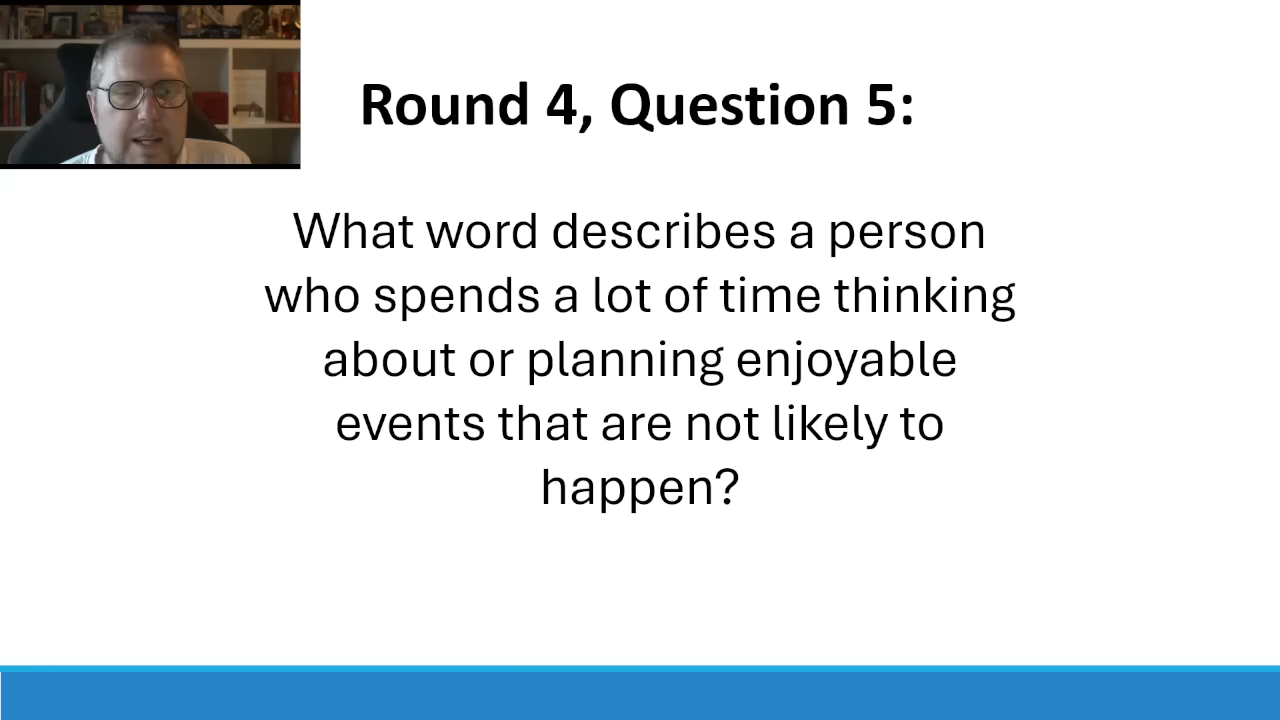 Round 4, Question 5:
What word describes a person
who spends a lot of time thinking
about or planning enjoyable
events that are not likely to
happen?